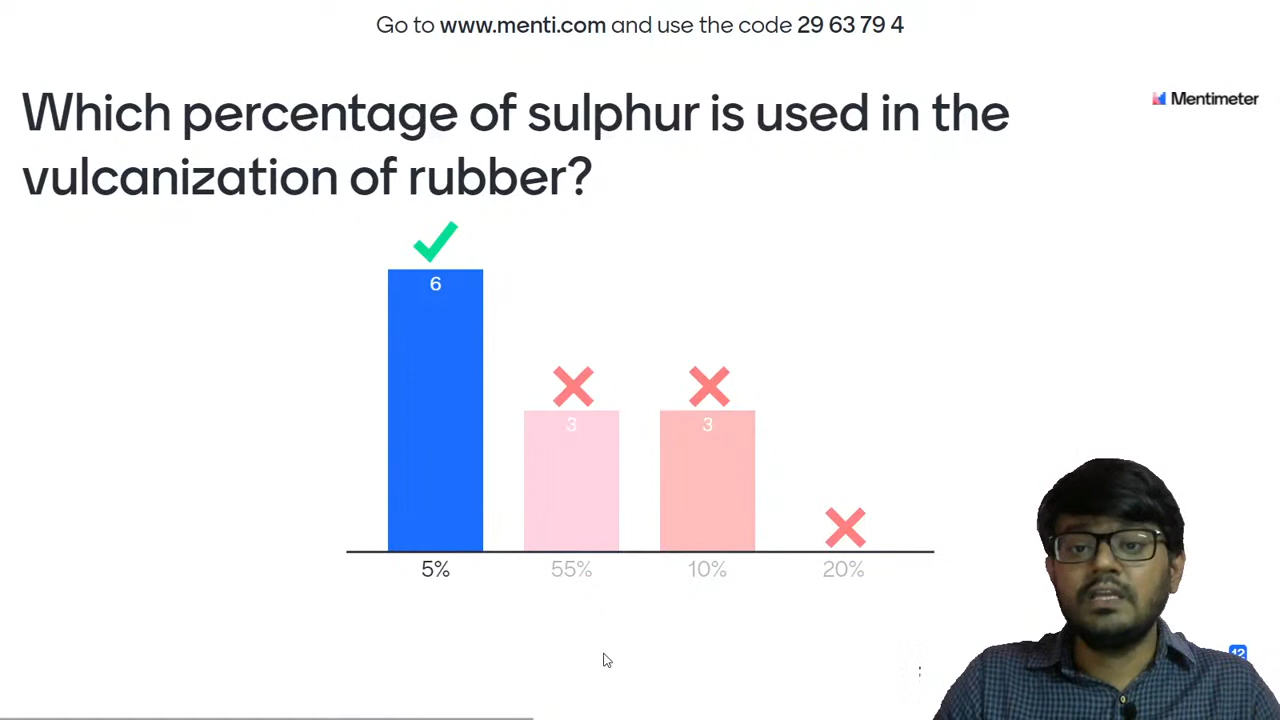 Go to www.menti.com and use the code 29 63 79 4
Mentimeter
Which percentage of sulphur is used in the
vulcanization of rubber?
6
3
3
5%
55%
10%
20%
12